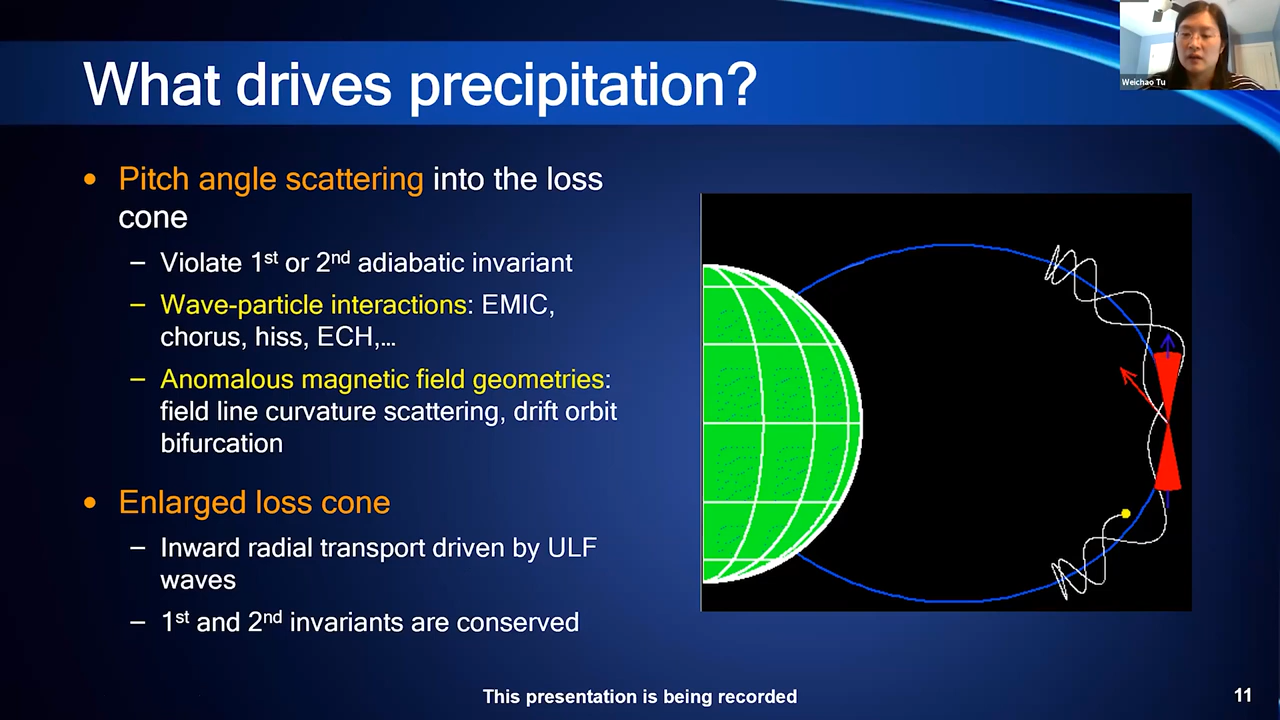 What drives precipitation?
Weichao Tu
• Pitch angle scattering into the loss
cone
– Violate 1st or 2nd adiabatic invariant
– Wave-particle interactions: EMIC,
chorus, hiss, ECH,…
– Anomalous magnetic field geometries:
field line curvature scattering, drift orbit
bifurcation
• Enlarged loss cone
– Inward radial transport driven by ULF
waves
– 1st and 2nd invariants are conserved
This presentation is being recorded
11